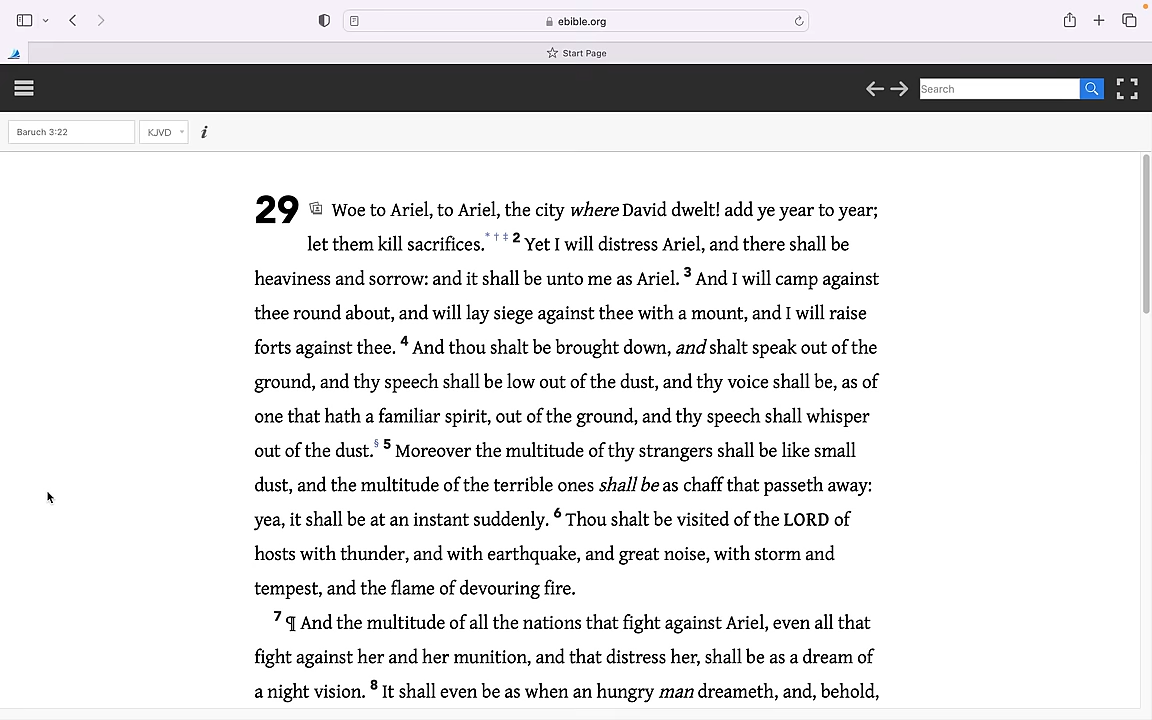 ebible.org
Start Page
Search
Baruch 3:22 KJVD i
29 Woe to Ariel, to Ariel, the city where David dwelt! add ye year to year;
let them kill sacrifices.* † ‡ 2 Yet I will distress Ariel, and there shall be
heaviness and sorrow: and it shall be unto me as Ariel. 3 And I will camp against
thee round about, and will lay siege against thee with a mount, and I will raise
forts against thee. 4 And thou shalt be brought down, and shalt speak out of the
ground, and thy speech shall be low out of the dust, and thy voice shall be, as of
one that hath a familiar spirit, out of the ground, and thy speech shall whisper
out of the dust.§ 5 Moreover the multitude of thy strangers shall be like small
dust, and the multitude of the terrible ones shall be as chaff that passeth away:
yea, it shall be at an instant suddenly. 6 Thou shalt be visited of the LORD of
hosts with thunder, and with earthquake, and great noise, with storm and
tempest, and the flame of devouring fire.
7 ¶ And the multitude of all the nations that fight against Ariel, even all that
fight against her and her munition, and that distress her, shall be as a dream of
a night vision. 8 It shall even be as when an hungry man dreameth, and, behold,